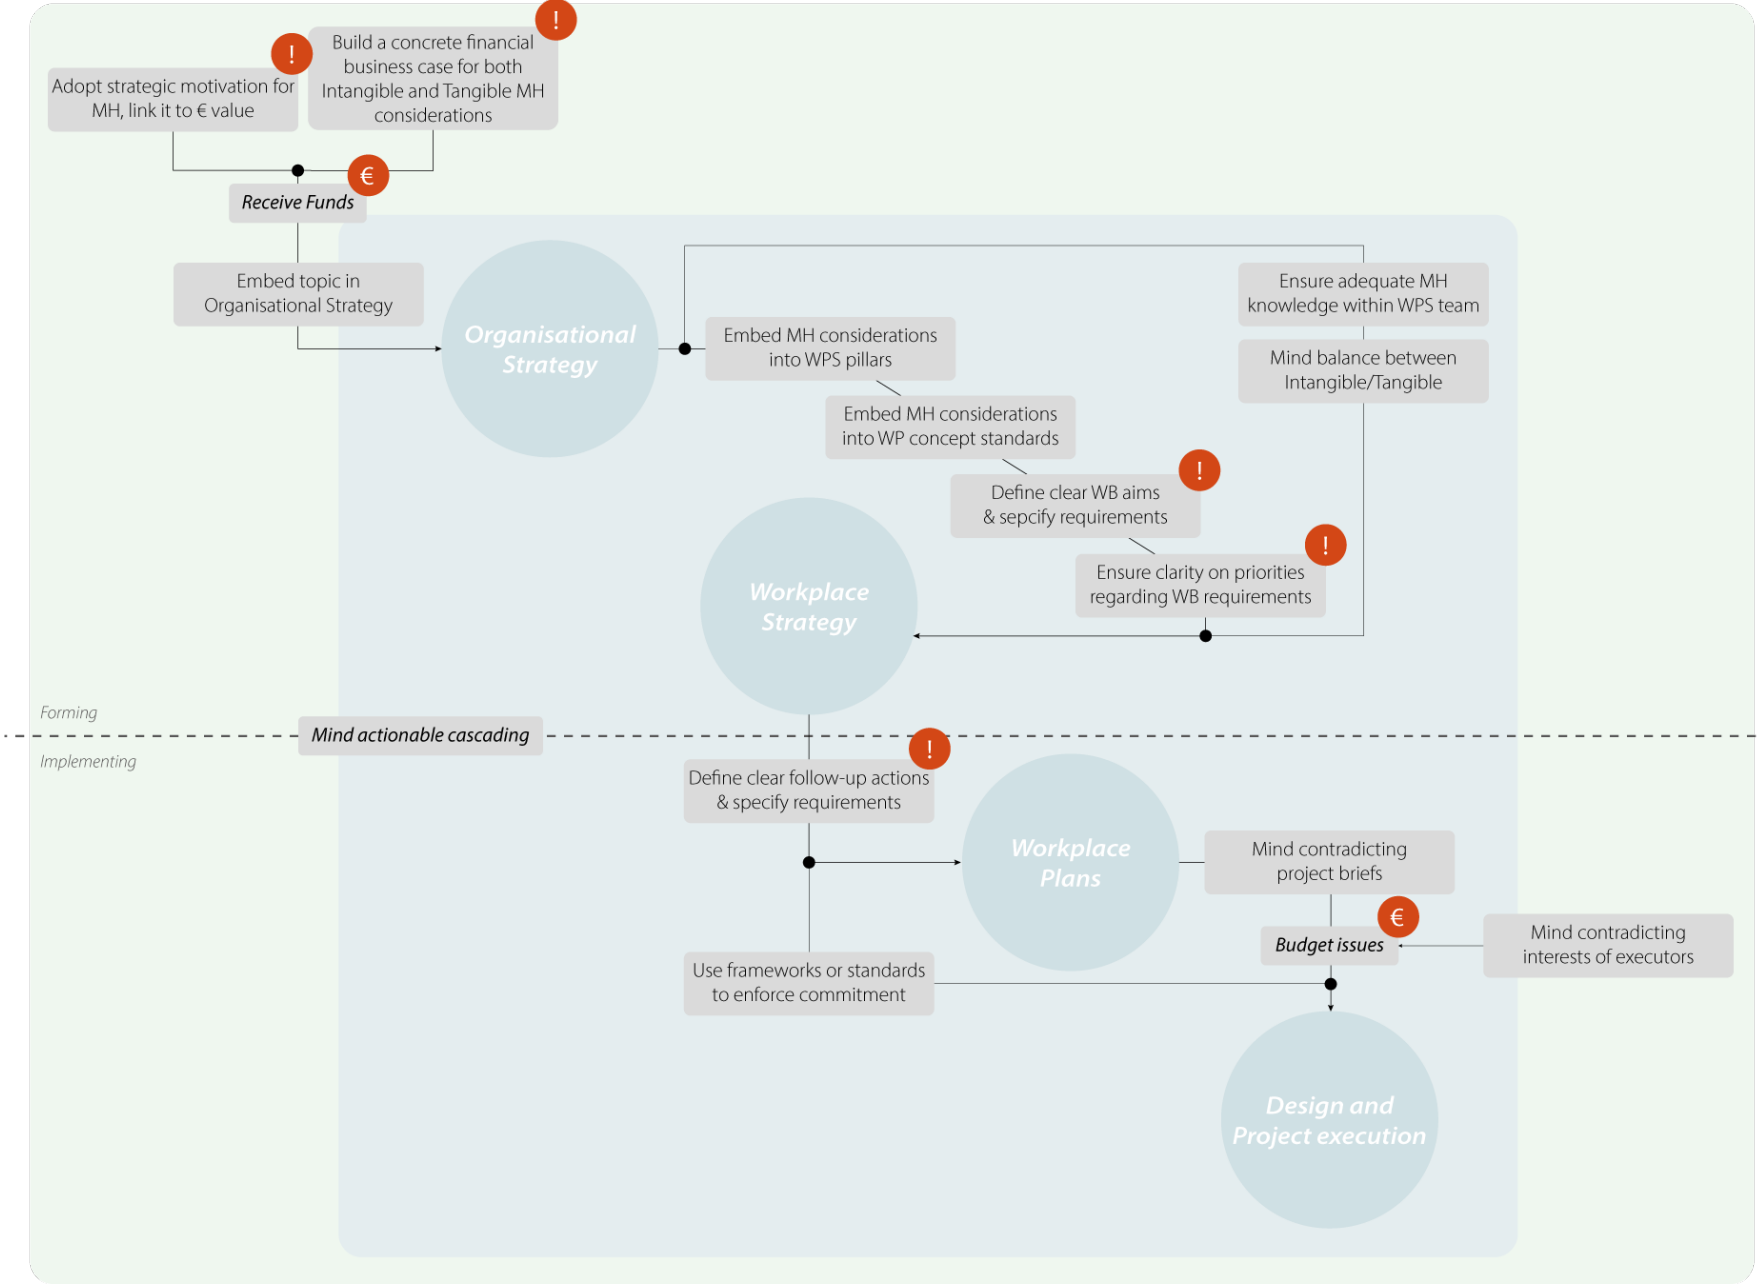 !
Build a concrete financial
business case for both
Intangible and Tangible MH
considerations
!
Adopt strategic motivation for
MH, link it to € value
€
Receive Funds
Embed topic in
Organisational Strategy
Organisational
Strategy
Ensure adequate MH
knowledge within WPS team
Mind balance between
Intangible/Tangible
Embed MH considerations
into WPS pillars
Embed MH considerations
into WP concept standards
!
Define clear WB aims
& sepcify requirements
!
Ensure clarity on priorities
regarding WB requirements
Workplace
Strategy
Forming
Mind actionable cascading
Implementing
!
Define clear follow-up actions
& specify requirements
Workplace
Plans
Mind contradicting
project briefs
€
Budget issues
Mind contradicting
interests of executors
Use frameworks or standards
to enforce commitment
Design and
Project execution